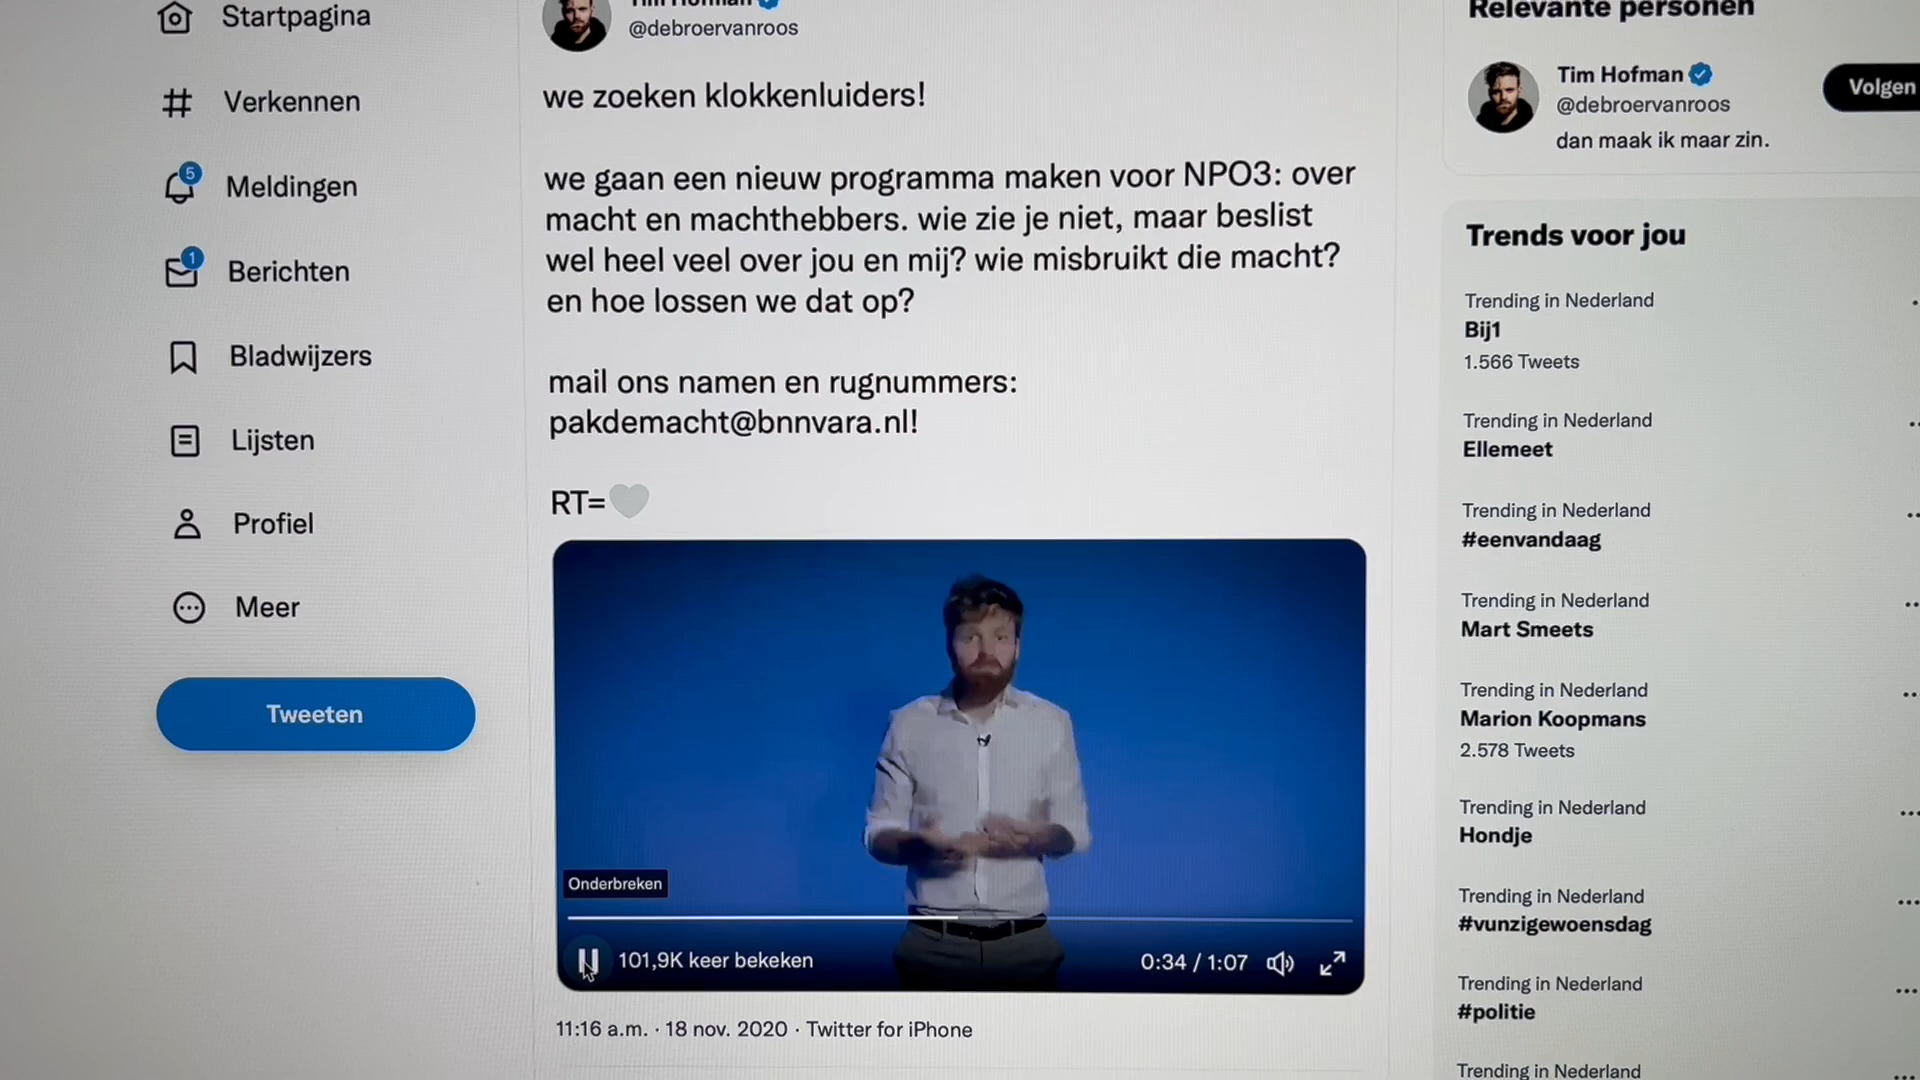 Startpagina
Verkennen
5
Meldingen
1
Berichten
Bladwijzers
Lijsten
Profiel
Meer
Tweeten
Tim Hofman
@debroervanroos
we zoeken klokkenluiders!
we gaan een nieuw programma maken voor NPO3: over
macht en machthebbers. wie zie je niet, maar beslist
wel heel veel over jou en mij? wie misbruikt die macht?
en hoe lossen we dat op?
mail ons namen en rugnummers:
pakdemacht@bnnvara.nl!
RT=
Onderbreken
101,9K keer bekeken
0:34 / 1:07
11:16 a.m. · 18 nov. 2020 · Twitter for iPhone
Relevante personen
Tim Hofman
@debroervanroos
Volgen
dan maak ik maar zin.
Trends voor jou
Trending in Nederland
Bij1
1.566 Tweets
Trending in Nederland
Ellemeet
Trending in Nederland
#eenvandaag
Trending in Nederland
Mart Smeets
Trending in Nederland
Marion Koopmans
2.578 Tweets
Trending in Nederland
Hondje
Trending in Nederland
#vunzigewoensdag
Trending in Nederland
#politie
Trending in Nederland